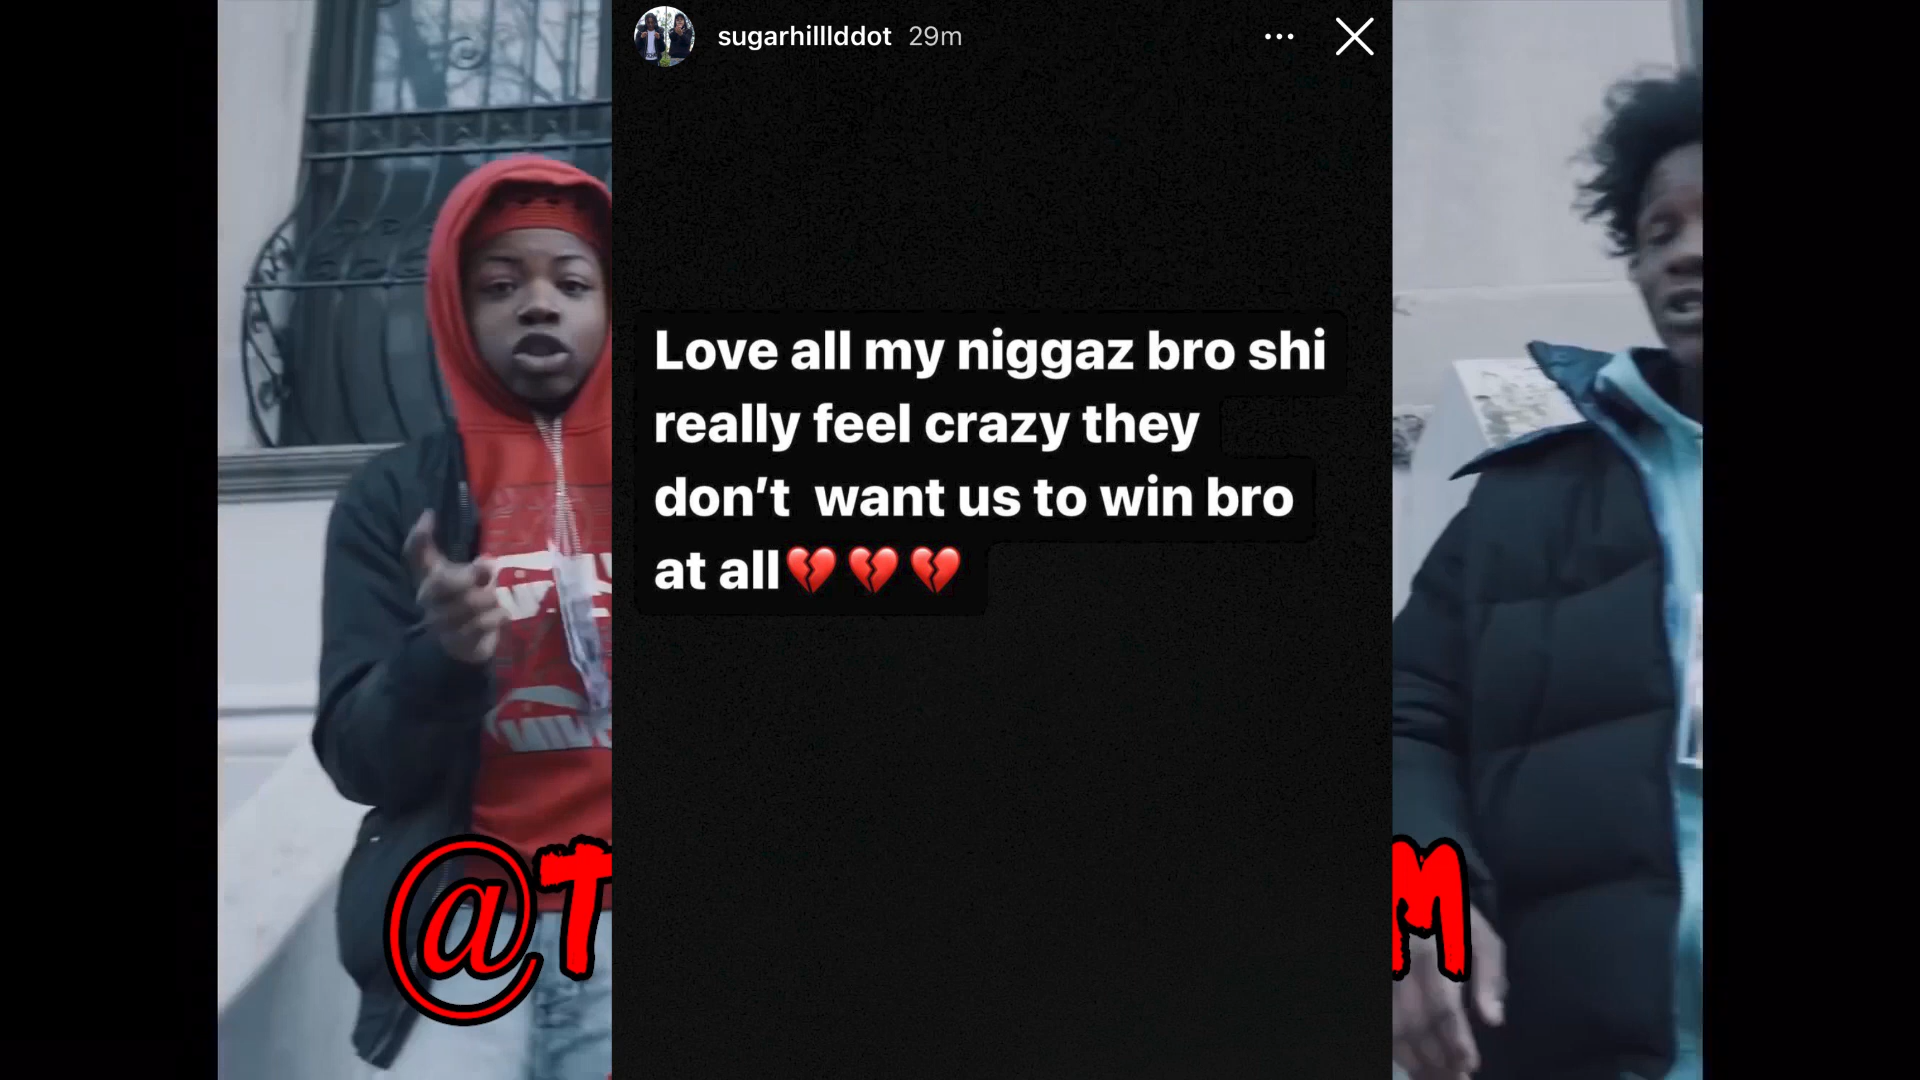 sugarhilllddot 29m
Love all my niggaz bro shi
really feel crazy they
don't  want us to win bro
at all💔💔💔
@T
M